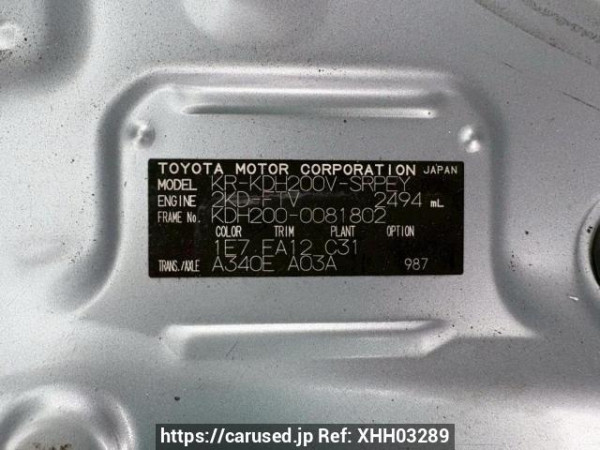 TOYOTA MOTOR CORPORATION JAPAN
MODEL KR-KDH200V-SRPEY
ENGINE 2KD-FTV 2494 mL
FRAME No. KDH200-0081802
COLOR TRIM PLANT OPTION
1E7 FA12 C31
TRANS./AXLE A340E A03A 987
https://carused.jp Ref: XHH03289